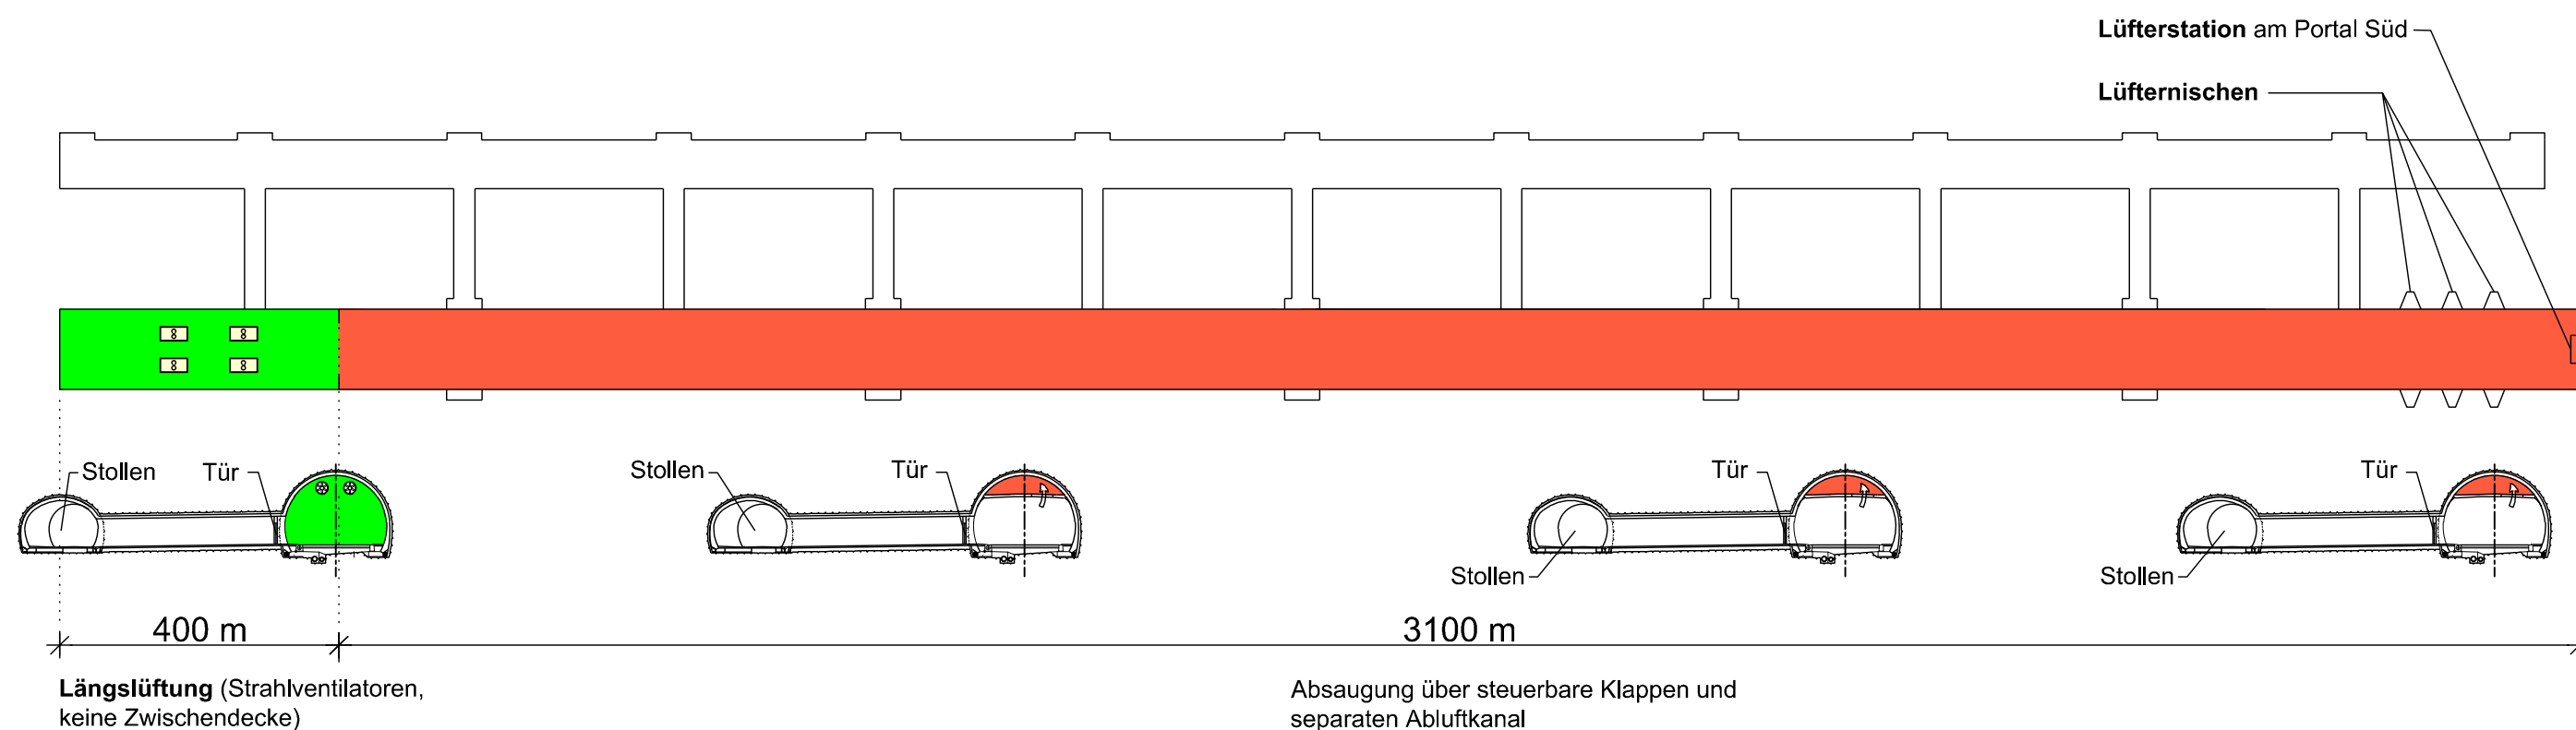 Lüfterstation am Portal Süd
Lüfternischen
Stollen
Tür
Stollen
Tür
Tür
Stollen
Tür
Stollen
400 m
3100 m
Längslüftung (Strahlventilatoren,
keine Zwischendecke)
Absaugung über steuerbare Klappen und
separaten Abluftkanal